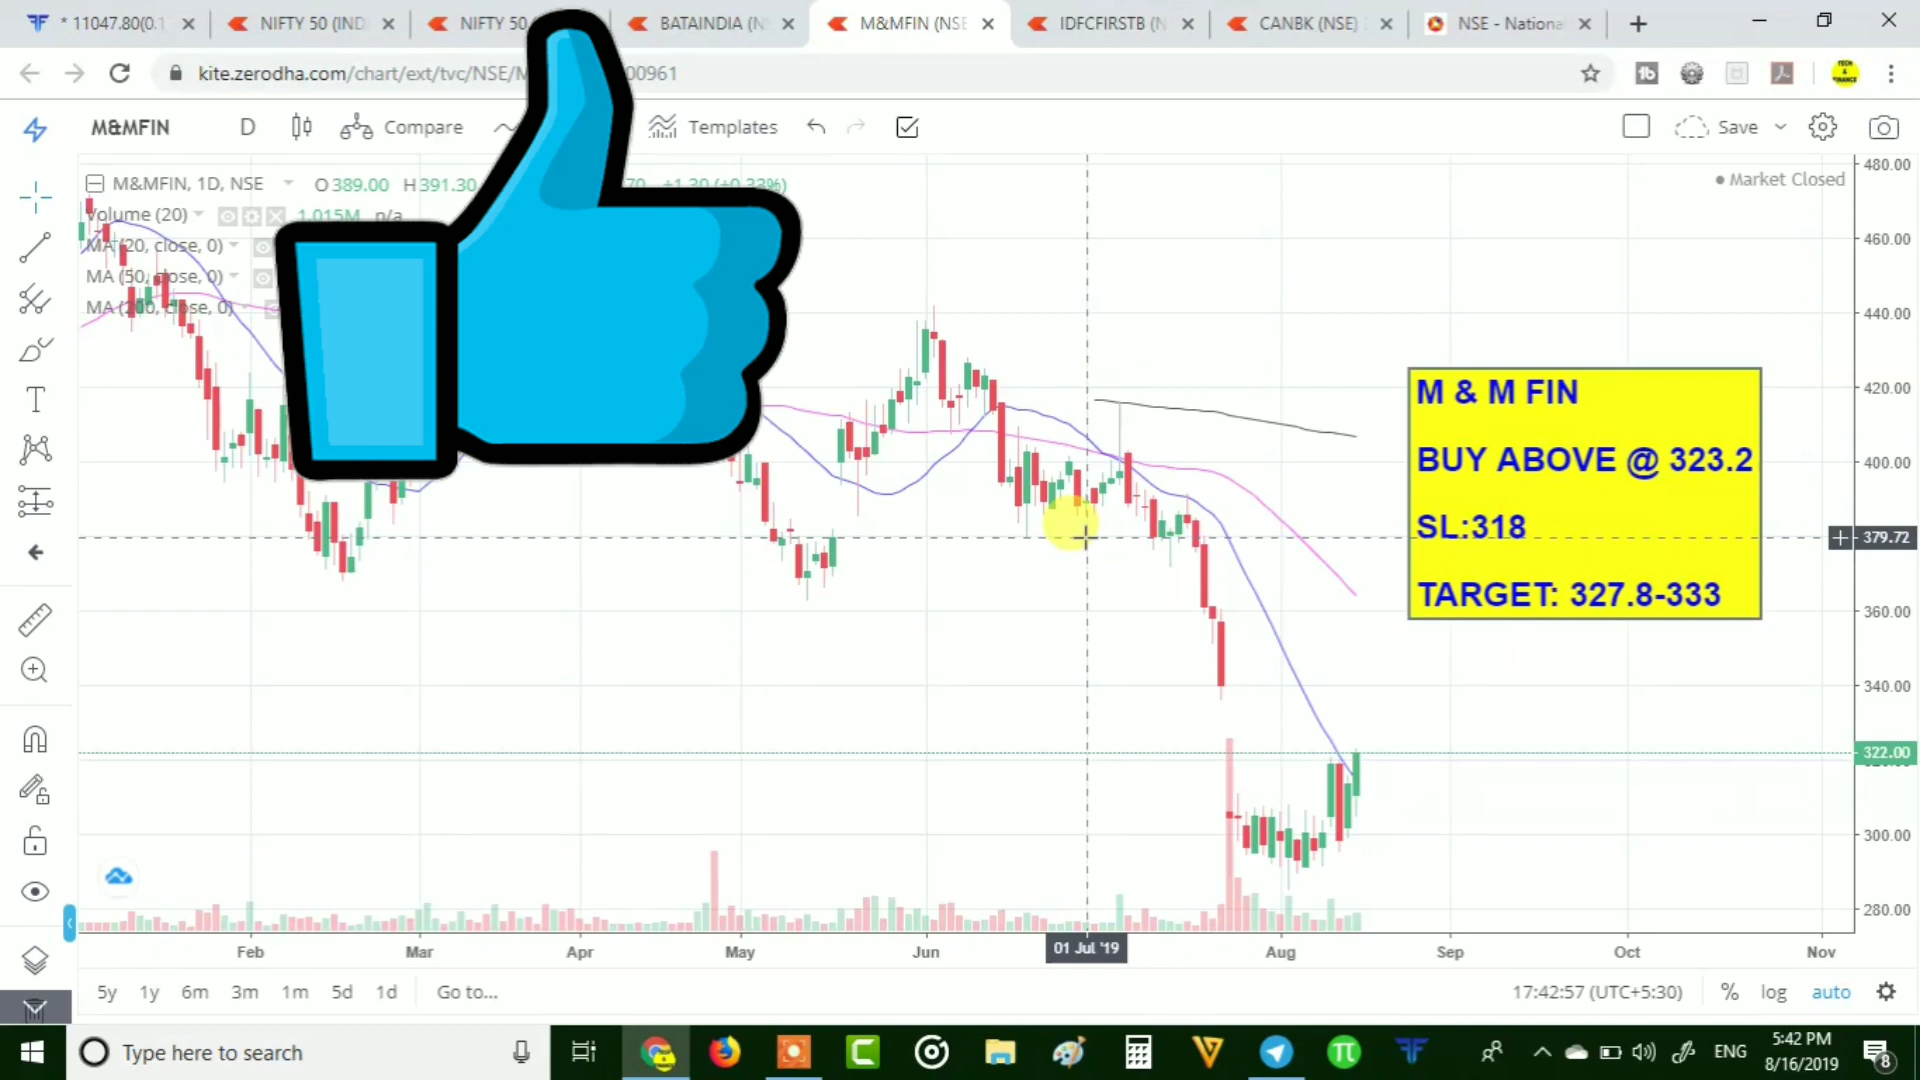 * 11047.80(0.1
NIFTY 50 (IND
NIFTY 50
BATAINDIA (N
M&MFIN (NSE
IDFCFIRSTB (N
CANBK (NSE)
NSE - Nationa
kite.zerodha.com/chart/ext/tvc/NSE/M
00961
M&MFIN
D
Compare
Templates
Save
M&MFIN, 1D, NSE
O389.00 H391.30
70 +1.30 (+0.33%)
Market Closed
Volume (20)
1.015M n/a
MA (20, close, 0)
MA (50, close, 0)
MA (200, close, 0)
480.00
460.00
440.00
420.00
400.00
379.72
360.00
340.00
322.00
300.00
280.00
M & M FIN
BUY ABOVE @ 323.2
SL:318
TARGET: 327.8-333
Feb
Mar
Apr
May
Jun
01 Jul '19
Aug
Sep
Oct
Nov
5y 1y 6m 3m 1m 5d 1d Go to...
17:42:57 (UTC+5:30)
% log auto
Type here to search
ENG
5:42 PM
8/16/2019
8